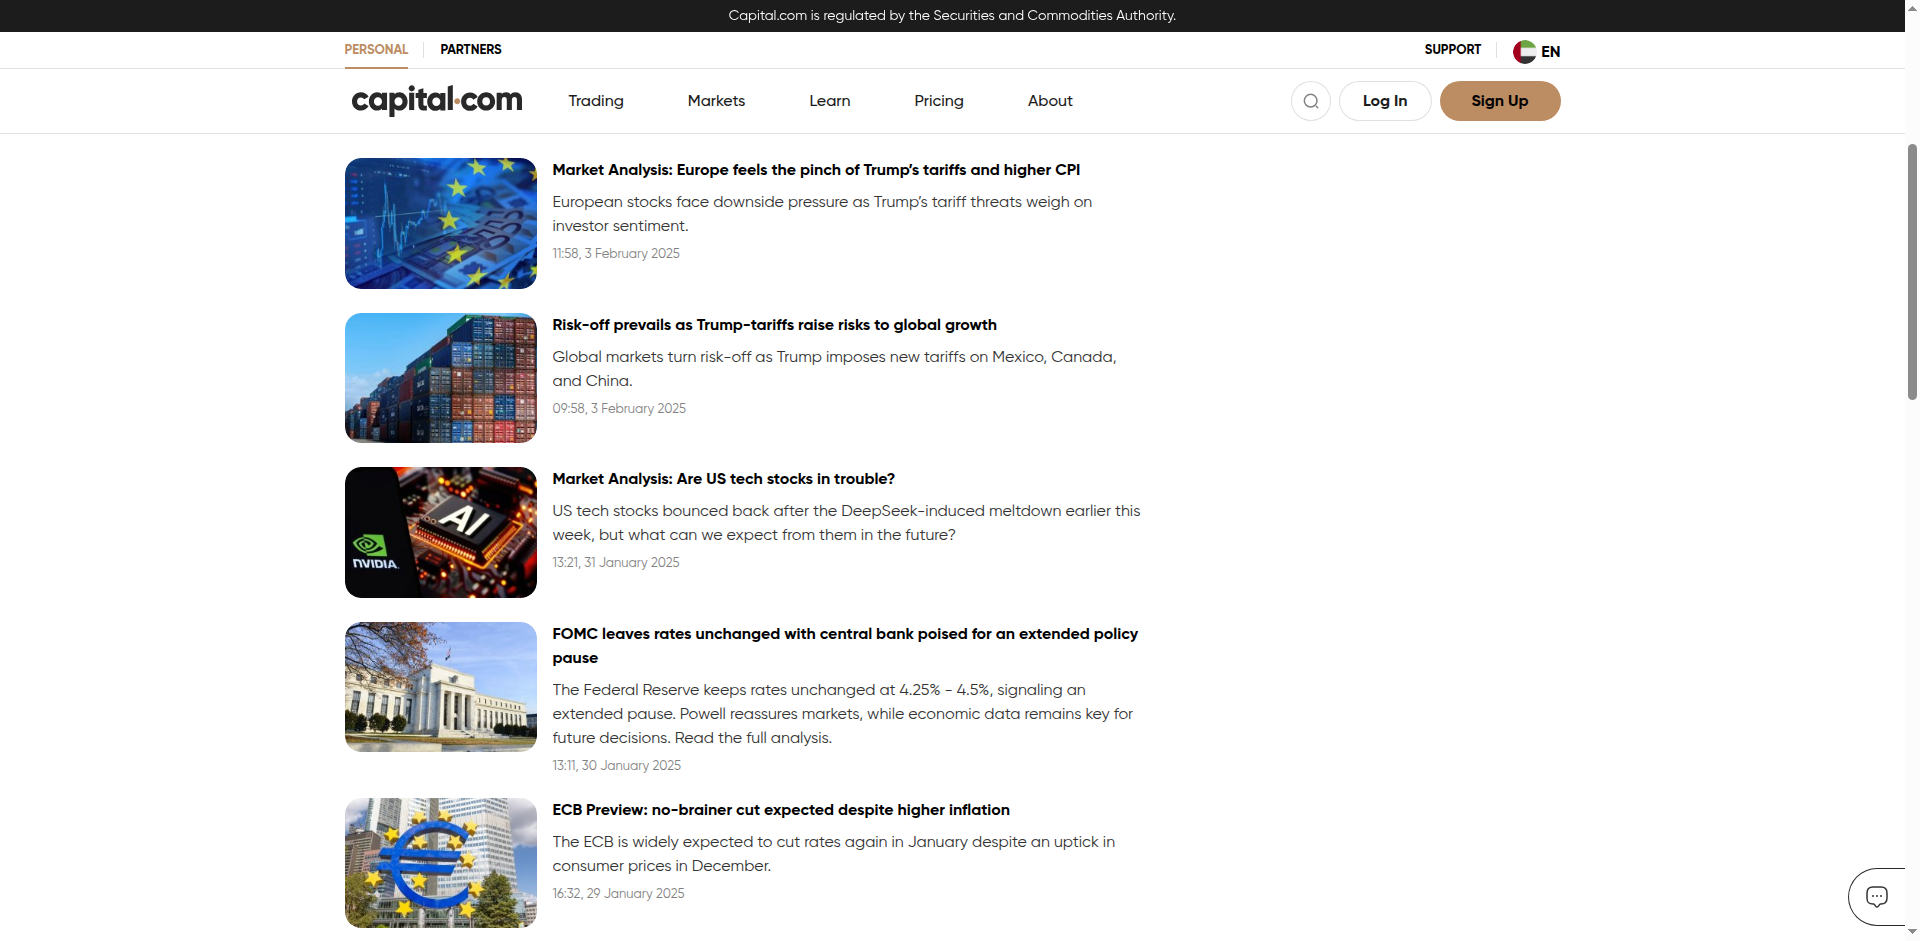 Capital.com is regulated by the Securities and Commodities Authority.
PERSONAL
PARTNERS
SUPPORT
EN
capital.com
Trading
Markets
Learn
Pricing
About
Log In
Sign Up
Market Analysis: Europe feels the pinch of Trump’s tariffs and higher CPI
European stocks face downside pressure as Trump’s tariff threats weigh on
investor sentiment.
11:58, 3 February 2025
Risk-off prevails as Trump-tariffs raise risks to global growth
Global markets turn risk-off as Trump imposes new tariffs on Mexico, Canada,
and China.
09:58, 3 February 2025
AI
NVIDIA.
Market Analysis: Are US tech stocks in trouble?
US tech stocks bounced back after the DeepSeek-induced meltdown earlier this
week, but what can we expect from them in the future?
13:21, 31 January 2025
FOMC leaves rates unchanged with central bank poised for an extended policy
pause
The Federal Reserve keeps rates unchanged at 4.25% - 4.5%, signaling an
extended pause. Powell reassures markets, while economic data remains key for
future decisions. Read the full analysis.
13:11, 30 January 2025
ECB Preview: no-brainer cut expected despite higher inflation
The ECB is widely expected to cut rates again in January despite an uptick in
consumer prices in December.
16:32, 29 January 2025